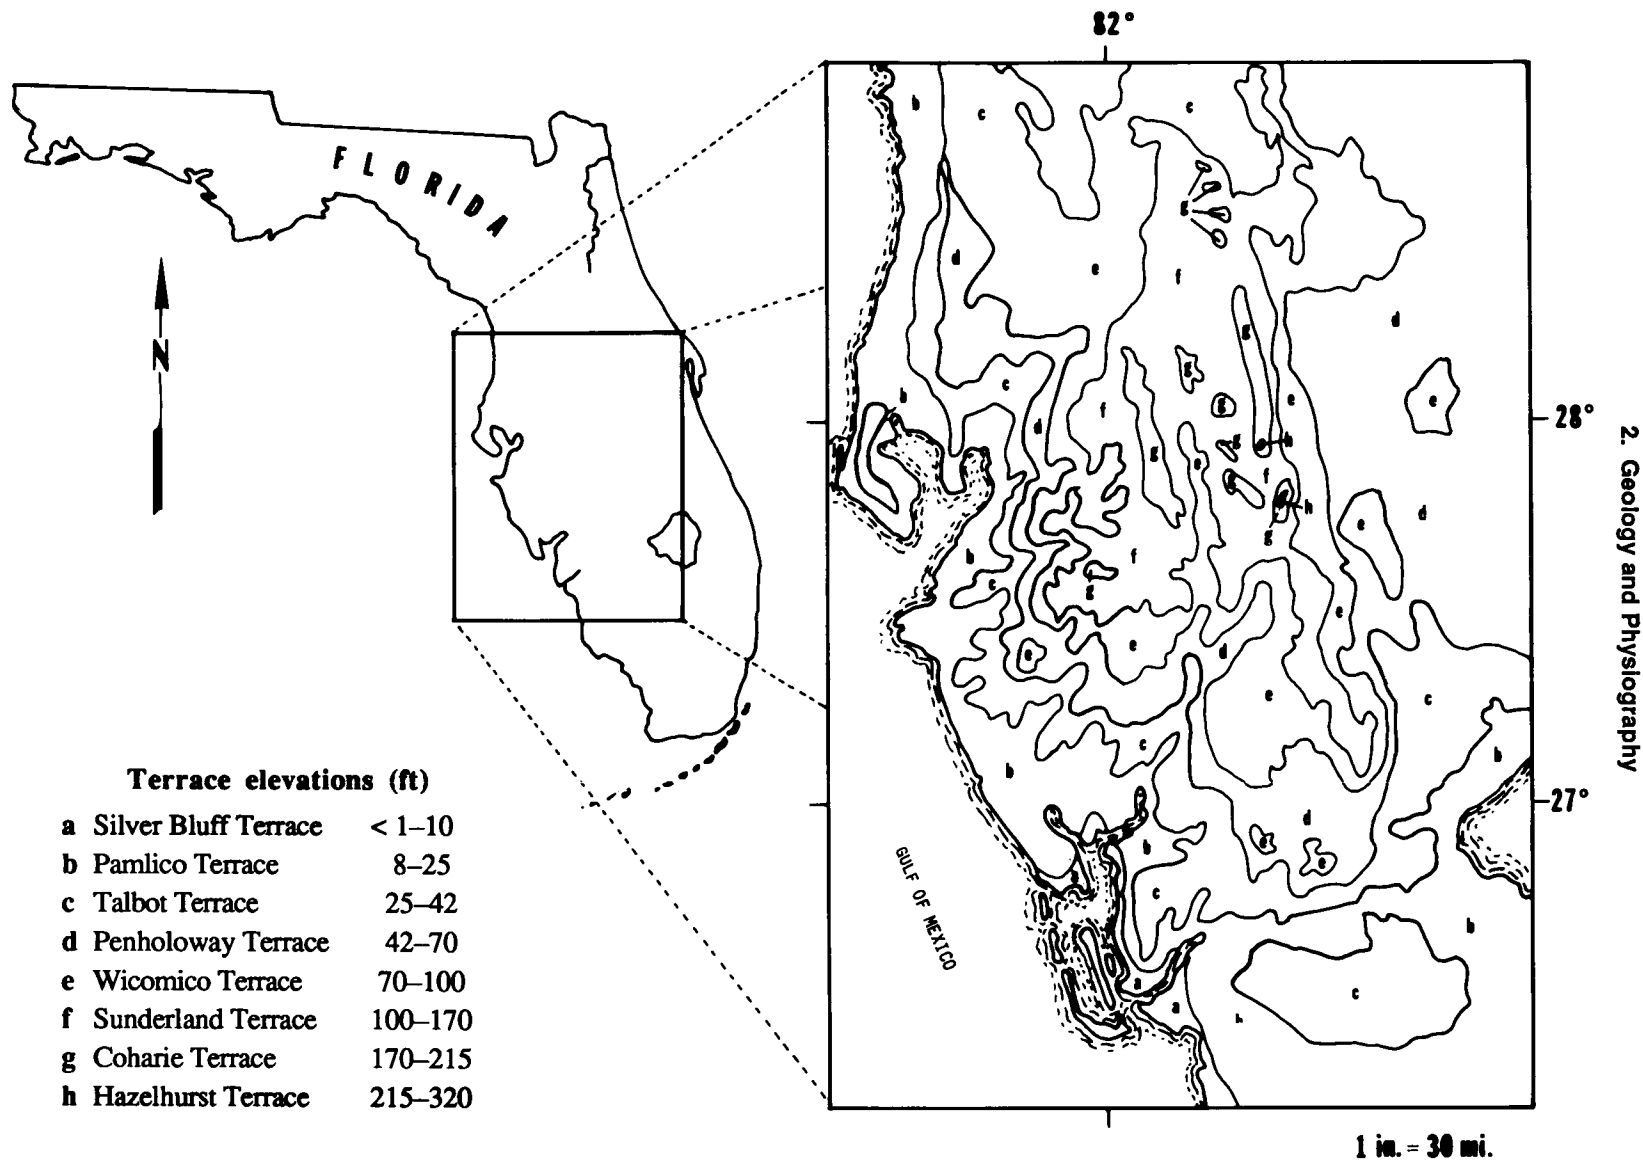 82°
FLORIDA
N
b
c
c
g
d
e
f
d
g
g
c
b
f
d
g
e
g
g
h
e
e
28°
f
g
h
g
e
d
b
c
f
g
e
e
d
e
e
c
c
b
b
27°
d
e
e
b
c
a
b
a
a
c
GULF OF MEXICO
1 in. = 30 mi.
Terrace elevations (ft)
a Silver Bluff Terrace < 1–10
b Pamlico Terrace 8–25
c Talbot Terrace 25–42
d Penholoway Terrace 42–70
e Wicomico Terrace 70–100
f Sunderland Terrace 100–170
g Coharie Terrace 170–215
h Hazelhurst Terrace 215–320
2. Geology and Physiography